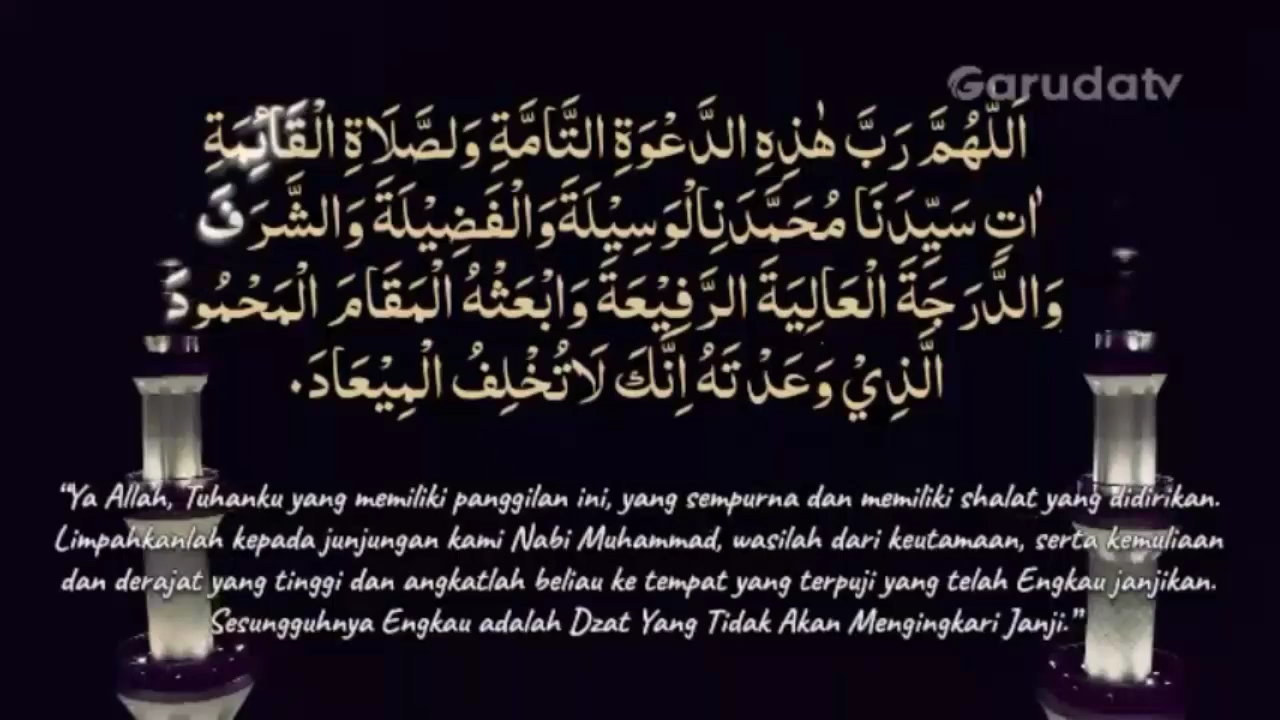 Garudatv
اَللّٰهُمَّ رَبَّ هٰذِهِ الدَّعْوَةِ التَّامَّةِ وَلصَّلَاةِ الْقَائِمَةِ
اٰتِ سَيِّدَنَا مُحَمَّدَنِالْوَسِيْلَةَ وَالْفَضِيْلَةَ وَالشَّرَفَ
وَالدَّرَجَةَ الْعَالِيَةَ الرَّفِيْعَةَ وَابْعَثْهُ الْمَقَامَ الْمَحْمُودَ
الَّذِيْ وَعَدْتَهُ اِنَّكَ لَاتُخْلِفُ الْمِيْعَادَ.
“Ya Allah, Tuhanku yang memiliki panggilan ini, yang sempurna dan memiliki shalat yang didirikan.
Limpahkanlah kepada junjungan kami Nabi Muhammad, wasilah dari keutamaan, serta kemuliaan
dan derajat yang tinggi dan angkatlah beliau ke tempat yang terpuji yang telah Engkau janjikan.
Sesungguhnya Engkau adalah Dzat Yang Tidak Akan Mengingkari Janji.”